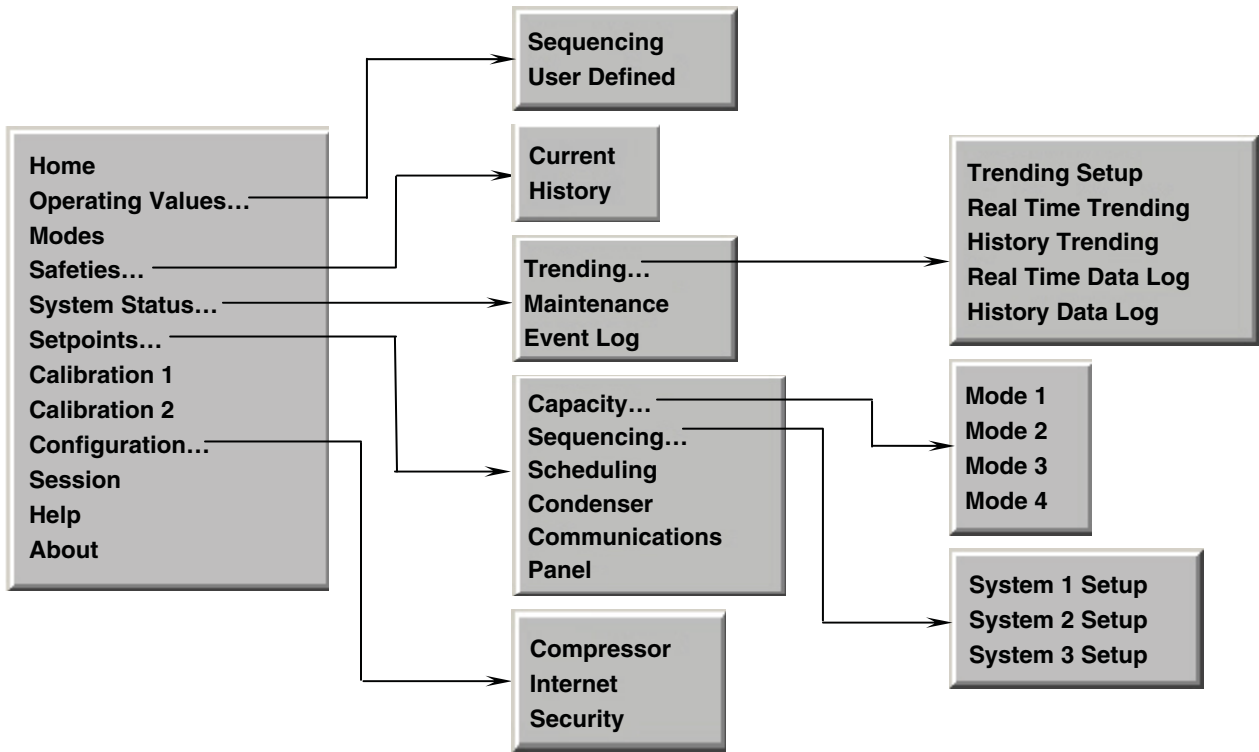 Home
Operating Values…
Modes
Safeties…
System Status…
Setpoints…
Calibration 1
Calibration 2
Configuration…
Session
Help
About
Sequencing
User Defined
Current
History
Trending…
Maintenance
Event Log
Capacity…
Sequencing…
Scheduling
Condenser
Communications
Panel
Compressor
Internet
Security
Trending Setup
Real Time Trending
History Trending
Real Time Data Log
History Data Log
Mode 1
Mode 2
Mode 3
Mode 4
System 1 Setup
System 2 Setup
System 3 Setup